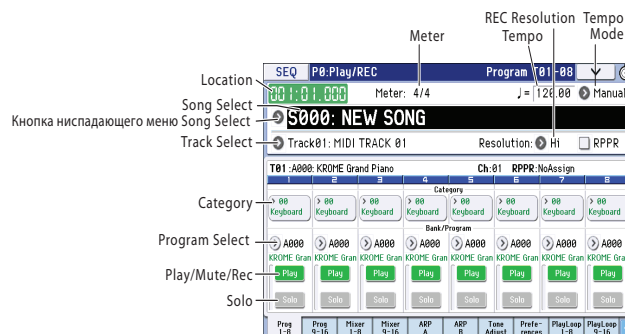 REC Resolution Tempo
Meter Tempo Mode
SEQ P0:Play/REC Program T01-08
Location 001:01.000 Meter: 4/4 ♩= 120.00 Manual
Song Select
Кнопка ниспадающего меню Song Select S000: NEW SONG
Track Select Track01: MIDI TRACK 01 Resolution: Hi RPPR
T01:A000: KROME Grand Piano Ch:01 RPPR:NoAssign
1 2 3 4 5 6 7 8
Category
Category 00 00 00 00 00 00 00 00
Keyboard Keyboard Keyboard Keyboard Keyboard Keyboard Keyboard Keyboard
Bank/Program
Program Select A000 A000 A000 A000 A000 A000 A000 A000
KROME Gran KROME Gran KROME Gran KROME Gran KROME Gran KROME Gran KROME Gran KROME Gran
Play/Mute/Rec Play Play Play Play Play Play Play Play
Solo Solo Solo Solo Solo Solo Solo Solo Solo
Prog Prog Mixer Mixer ARP ARP Tone Prefe- PlayLoop PlayLoop
1-8 9-16 1-8 9-16 A B Adjust rences 1-8 9-16